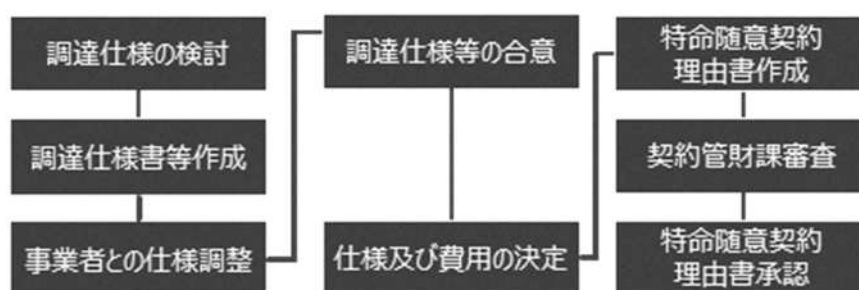 調達仕様の検討
調達仕様書等作成
事業者との仕様調整
調達仕様等の合意
仕様及び費用の決定
特命随意契約
理由書作成
契約管財課審査
特命随意契約
理由書承認